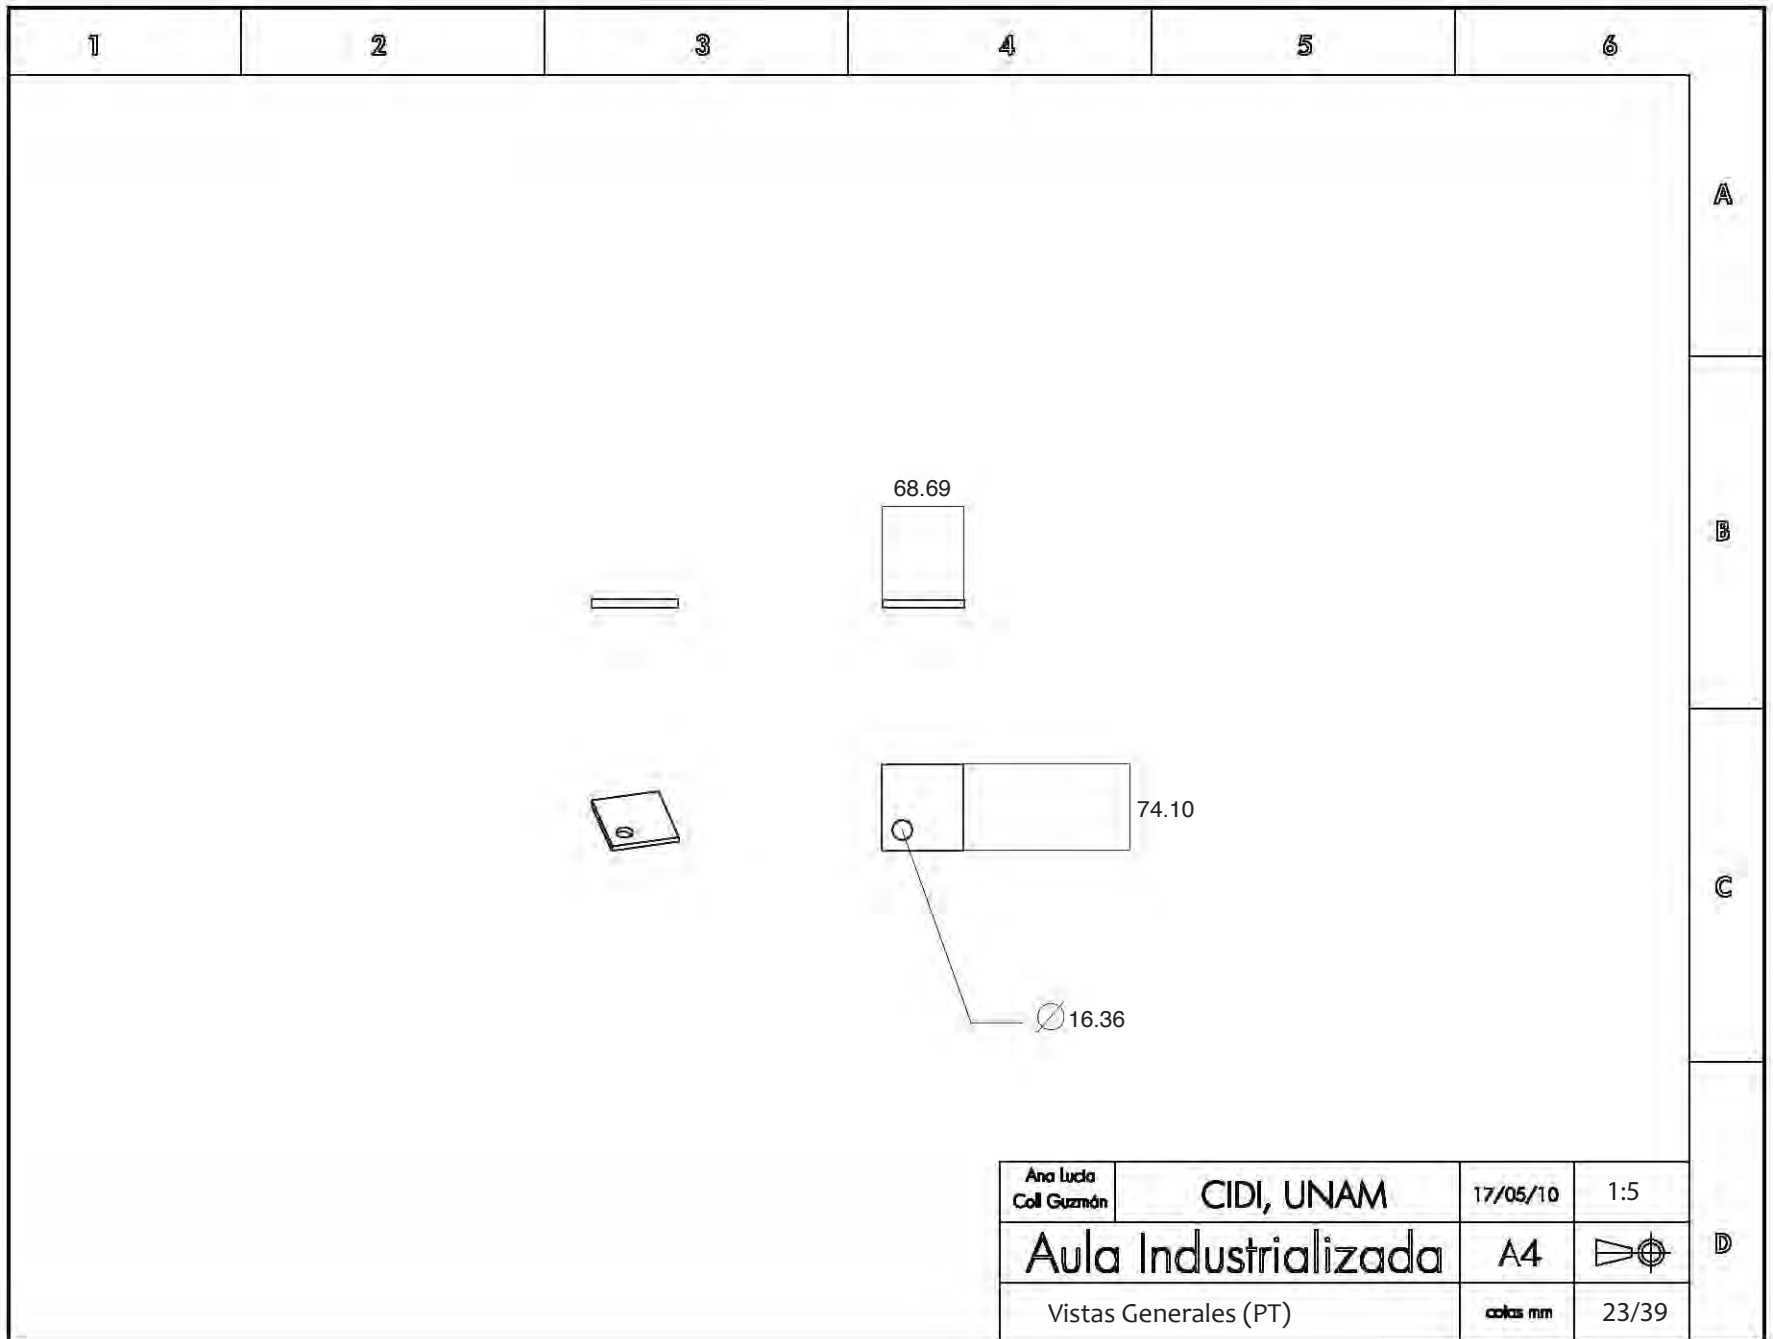 1 2 3 4 5 6
A
68.69
B
74.10
C
⌀16.36
Ana Lucia
Coll Guzmán
CIDI, UNAM
17/05/10
1:5
Aula Industrializada
A4
D
Vistas Generales (PT)
cotas mm
23/39